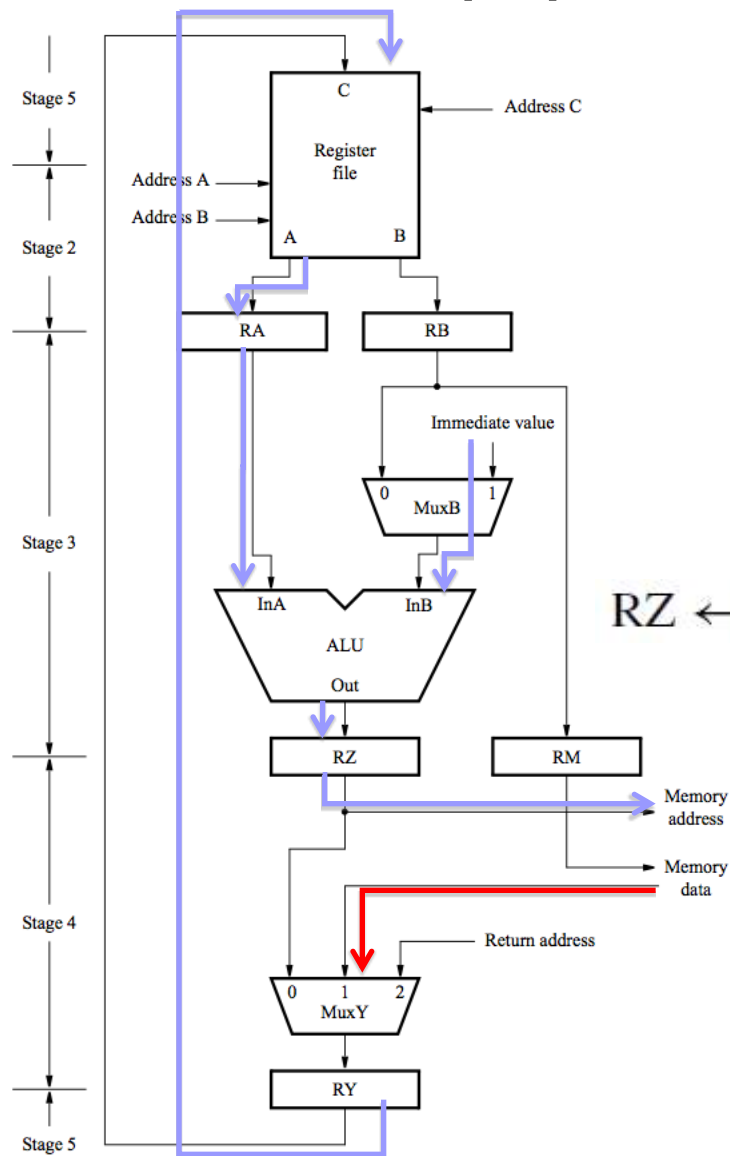 C
Stage 5
Address C
Register
file
Address A
Address B
Stage 2
A
B
RA
RB
Immediate value
0
1
MuxB
Stage 3
InA
InB
RZ ←
ALU
Out
RZ
RM
Memory
address
Memory
data
Stage 4
Return address
0
1
2
MuxY
RY
Stage 5